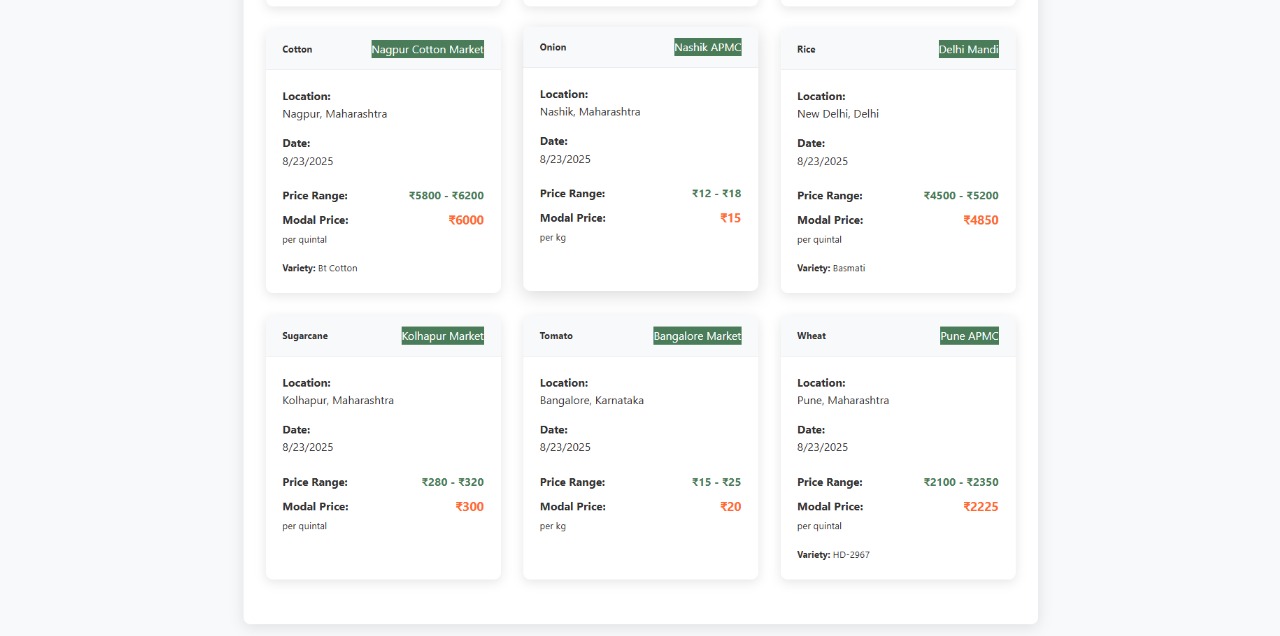 Cotton Nagpur Cotton Market
Location:
Nagpur, Maharashtra
Date:
8/23/2025
Price Range: ₹5800 - ₹6200
Modal Price: ₹6000
per quintal
Variety: Bt Cotton
Onion Nashik APMC
Location:
Nashik, Maharashtra
Date:
8/23/2025
Price Range: ₹12 - ₹18
Modal Price: ₹15
per kg
Rice Delhi Mandi
Location:
New Delhi, Delhi
Date:
8/23/2025
Price Range: ₹4500 - ₹5200
Modal Price: ₹4850
per quintal
Variety: Basmati
Sugarcane Kolhapur Market
Location:
Kolhapur, Maharashtra
Date:
8/23/2025
Price Range: ₹280 - ₹320
Modal Price: ₹300
per quintal
Tomato Bangalore Market
Location:
Bangalore, Karnataka
Date:
8/23/2025
Price Range: ₹15 - ₹25
Modal Price: ₹20
per kg
Wheat Pune APMC
Location:
Pune, Maharashtra
Date:
8/23/2025
Price Range: ₹2100 - ₹2350
Modal Price: ₹2225
per quintal
Variety: HD-2967